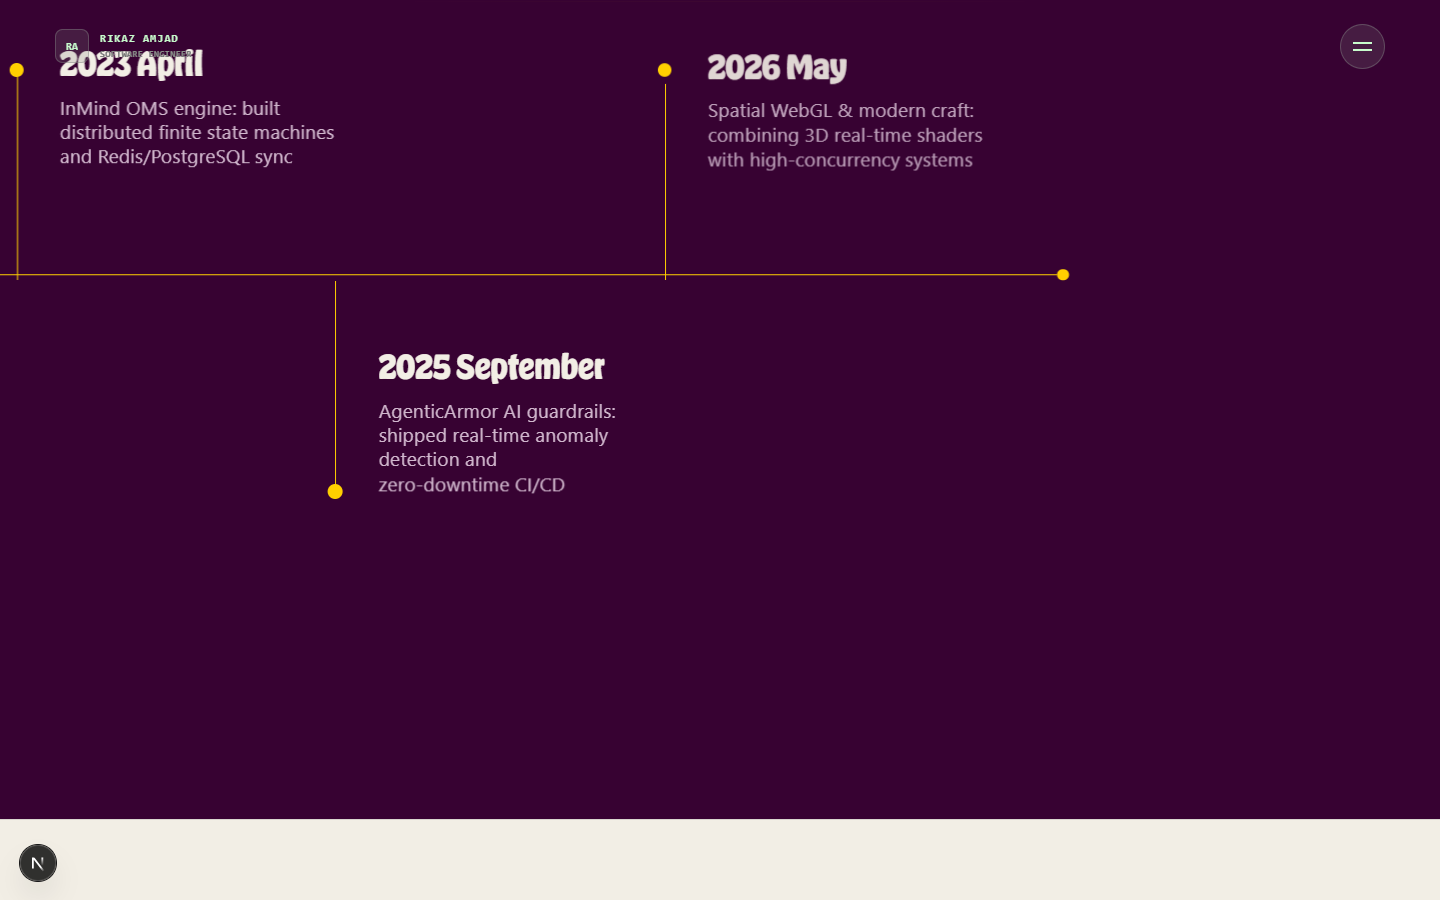 RA
RIKAZ AMJAD
SOFTWARE ENGINEER
2023 April
InMind OMS engine: built
distributed finite state machines
and Redis/PostgreSQL sync
2026 May
Spatial WebGL & modern craft:
combining 3D real-time shaders
with high-concurrency systems
2025 September
AgenticArmor AI guardrails:
shipped real-time anomaly
detection and
zero-downtime CI/CD
N